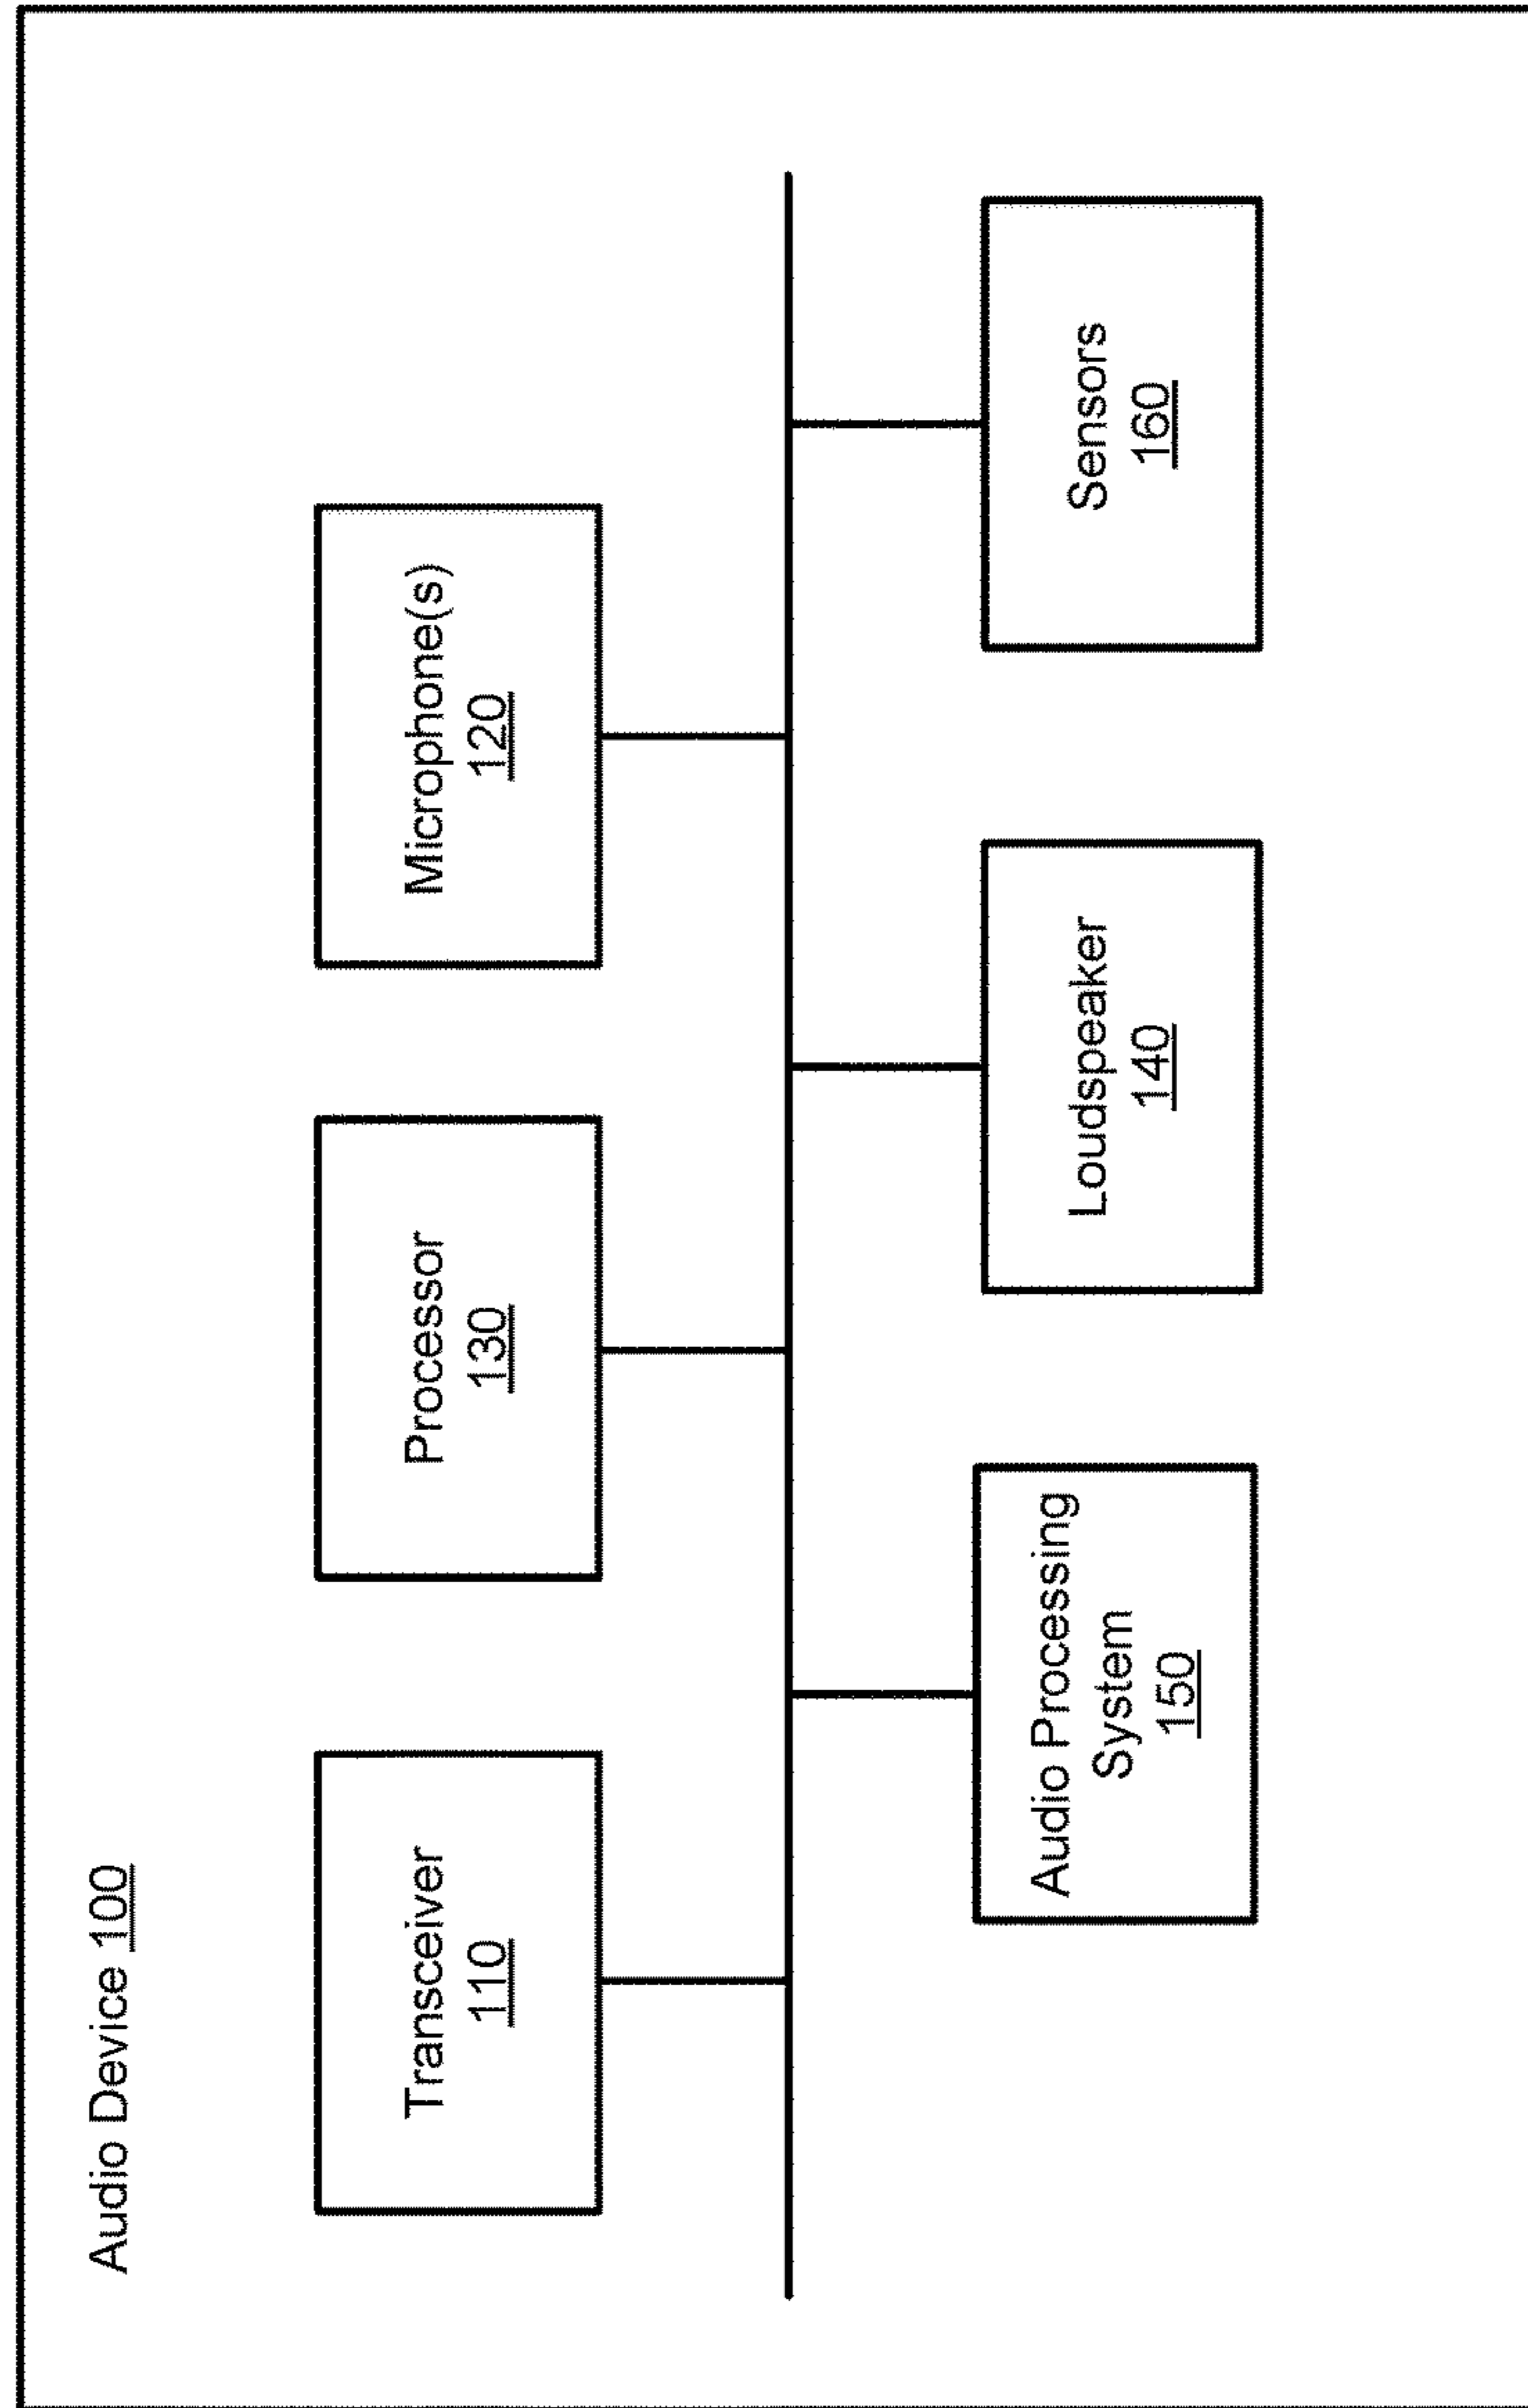 Audio Device 100
Transceiver
110
Processor
130
Microphone(s)
120
Audio Processing
System
150
Loudspeaker
140
Sensors
160